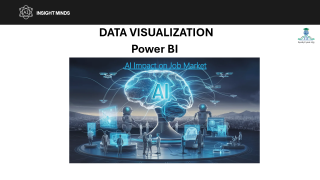 INSIGHT MINDS
DATA VISUALIZATION
Power BI
AI Impact on Job Market
AI